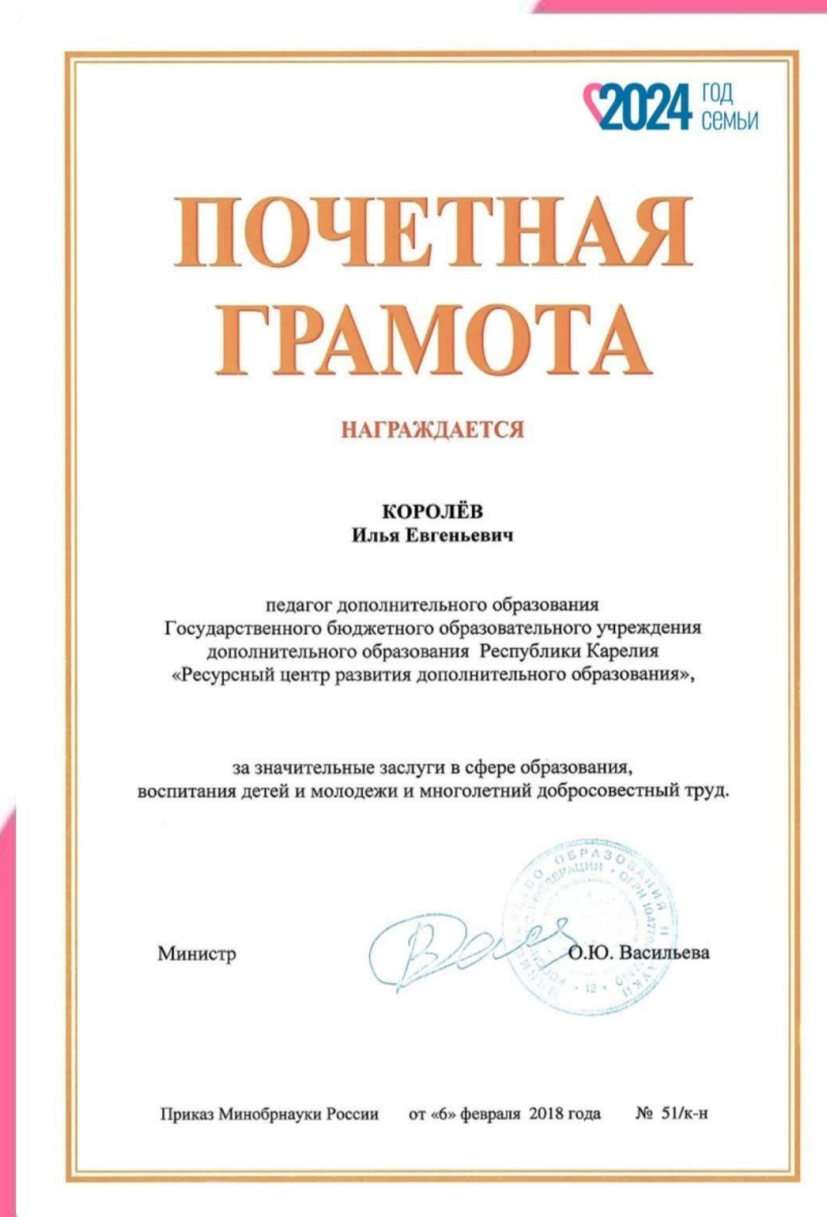 2024 год
семьи
ПОЧЕТНАЯ
ГРАМОТА
НАГРАЖДАЕТСЯ
КОРОЛЁВ
Илья Евгеньевич
педагог дополнительного образования
Государственного бюджетного образовательного учреждения
дополнительного образования Республики Карелия
«Ресурсный центр развития дополнительного образования»,
за значительные заслуги в сфере образования,
воспитания детей и молодежи и многолетний добросовестный труд.
Министр
О.Ю. Васильева
Приказ Минобрнауки России от «6» февраля 2018 года № 51/к-н